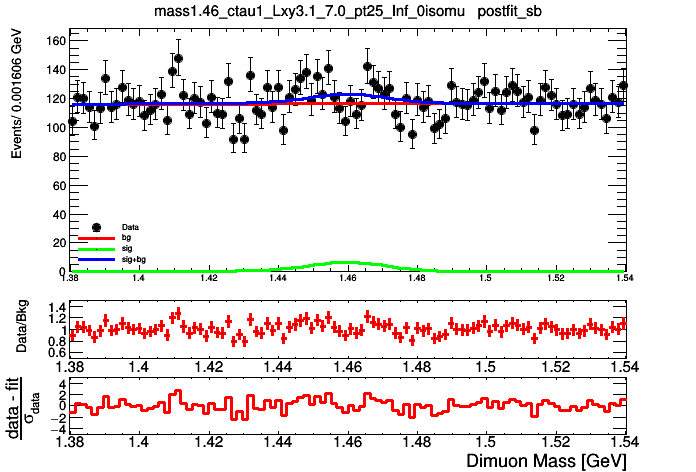 mass1.46_ctau1_Lxy3.1_7.0_pt25_Inf_0isomu postfit_sb
Events/ 0.001606 GeV
160
140
120
100
80
60
40
20
0
Data
bg
sig
sig+bg
1.38 1.4 1.42 1.44 1.46 1.48 1.5 1.52 1.54
Data/Bkg
1.4
1.2
1.0
0.8
0.6
1.38 1.4 1.42 1.44 1.46 1.48 1.5 1.52 1.54
data - fit
σdata
4
2
0
−2
−4
1.38 1.4 1.42 1.44 1.46 1.48 1.5 1.52 1.54
Dimuon Mass [GeV]